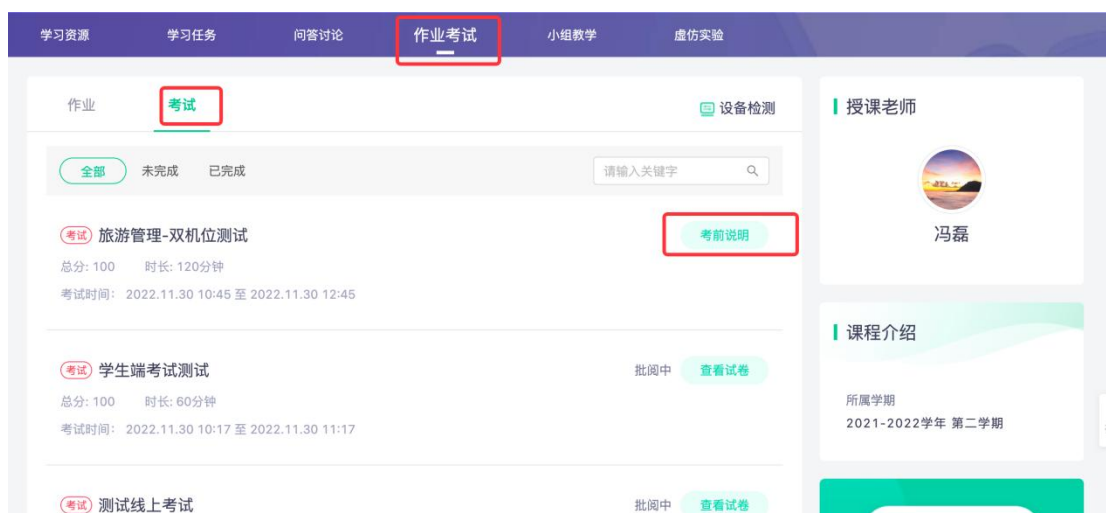 学习资源 学习任务 问答讨论 作业考试 小组教学 虚仿实验
作业 考试 设备检测
全部 未完成 已完成 请输入关键字
考试 旅游管理-双机位测试 考前说明
总分: 100 时长: 120分钟
考试时间: 2022.11.30 10:45 至 2022.11.30 12:45
考试 学生端考试测试 批阅中 查看试卷
总分: 100 时长: 60分钟
考试时间: 2022.11.30 10:17 至 2022.11.30 11:17
考试 测试线上考试 批阅中 查看试卷
授课老师
冯磊
课程介绍
所属学期
2021-2022学年 第二学期